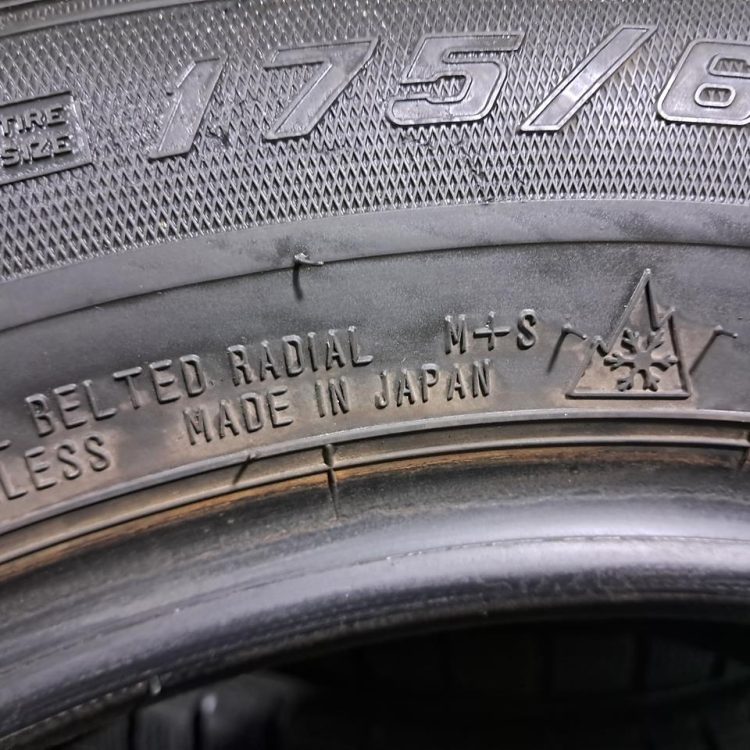 TIRE
SIZE
175/6
BELTED RADIAL M+S
LESS MADE IN JAPAN